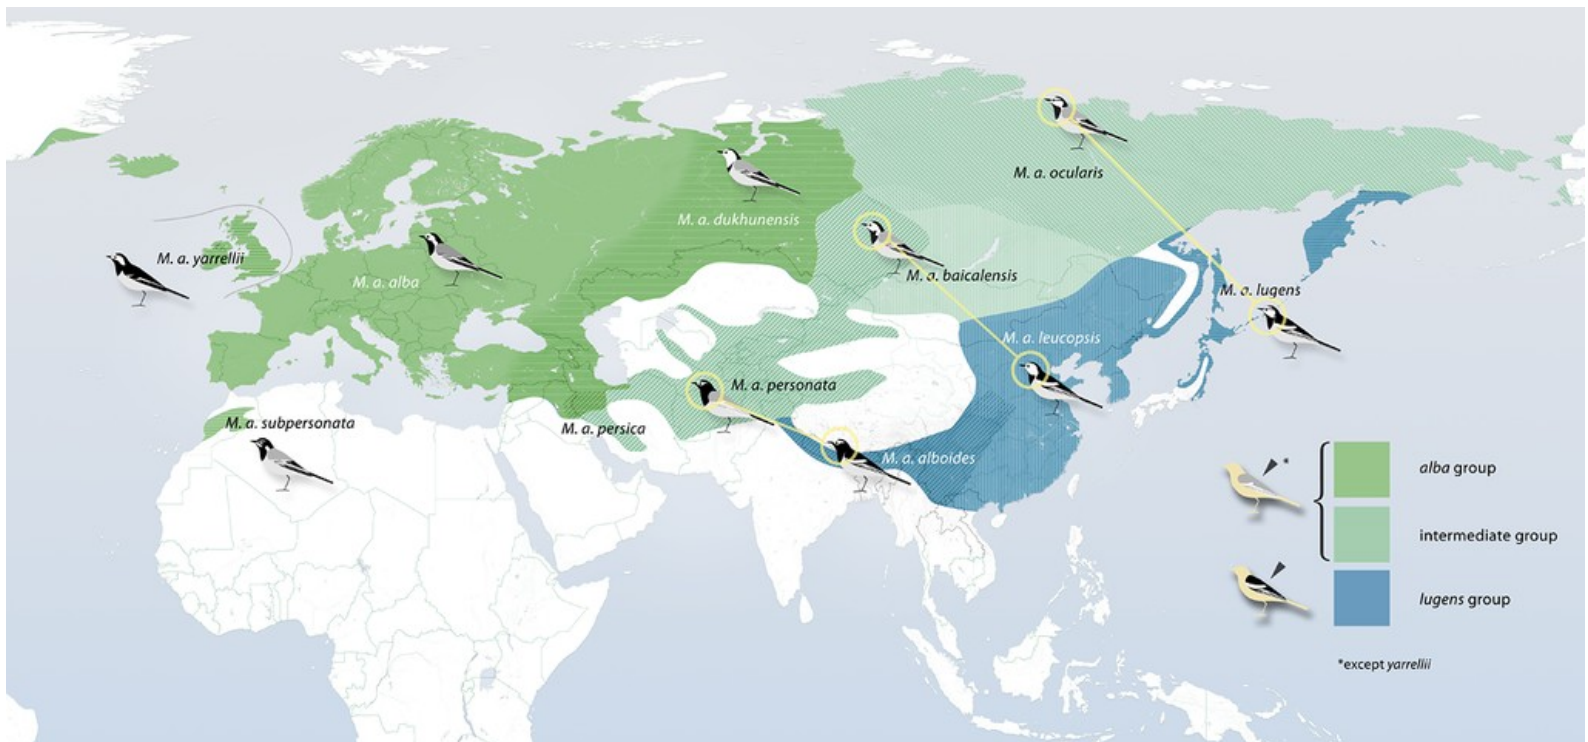 M. a. ocularis
M. a. dukhunensis
M. a. yarrellii
M. a. baicalensis
M. a. alba
M. a. lugens
M. a. leucopsis
M. a. personata
M. a. subpersonata
M. a. persica
M. a. alboides
*
alba group
intermediate group
lugens group
*except yarrellii